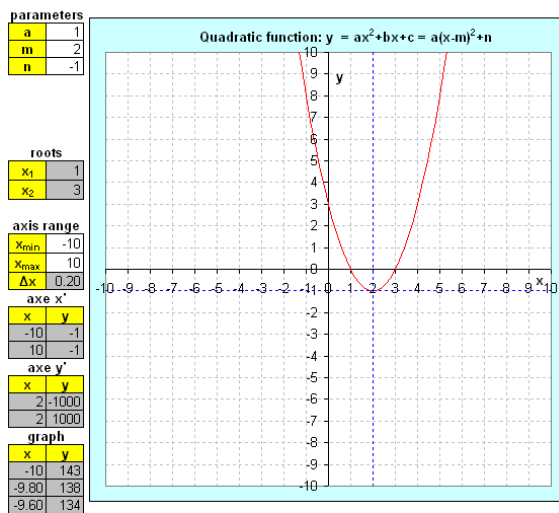 parameters
a 1
m 2
n -1
roots
x₁ 1
x₂ 3
axis range
xmin -10
xmax 10
Δx 0.20
axe x'
x y
-10 -1
10 -1
axe y'
x y
2 -1000
2 1000
graph
x y
-10 143
-9.80 138
-9.60 134
Quadratic function: y = ax²+bx+c = a(x-m)²+n
y
10
9
8
7
6
5
4
3
2
1
0
-1
-2
-3
-4
-5
-6
-7
-8
-9
-10
x
-10 -9 -8 -7 -6 -5 -4 -3 -2 -1 0 1 2 3 4 5 6 7 8 9 10